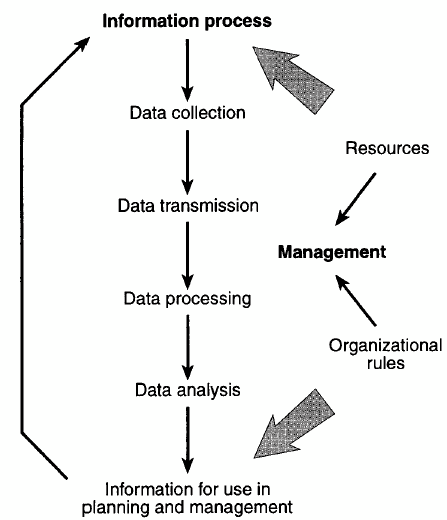 Information process
Data collection
Resources
Data transmission
Management
Data processing
Organizational
rules
Data analysis
Information for use in
planning and management